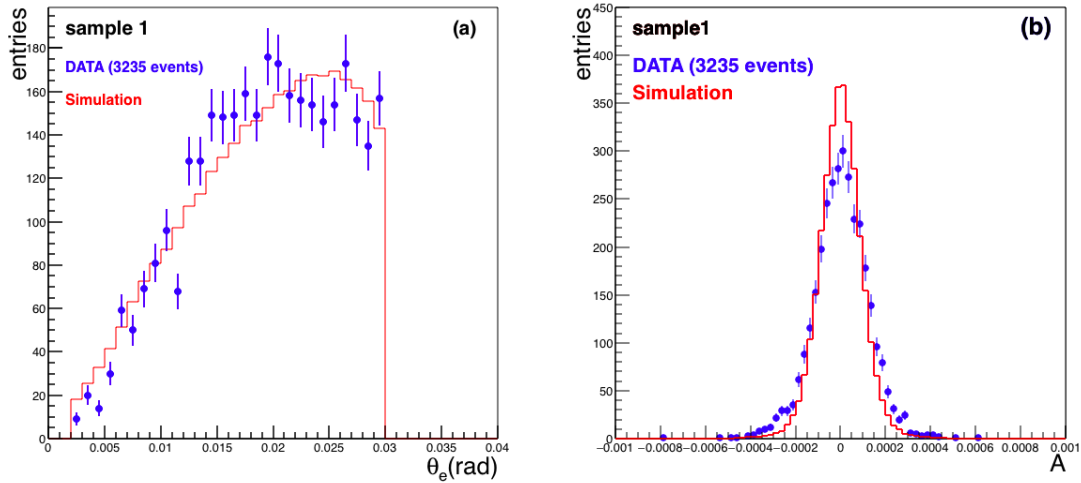 entries
sample 1
(a)
DATA (3235 events)
Simulation
180
160
140
120
100
80
60
40
20
0
0 0.005 0.01 0.015 0.02 0.025 0.03 0.035 0.04
θe(rad)
entries
sample1
(b)
DATA (3235 events)
Simulation
450
400
350
300
250
200
150
100
50
0
−0.001 −0.0008 −0.0006 −0.0004 −0.0002 0 0.0002 0.0004 0.0006 0.0008 0.001
A